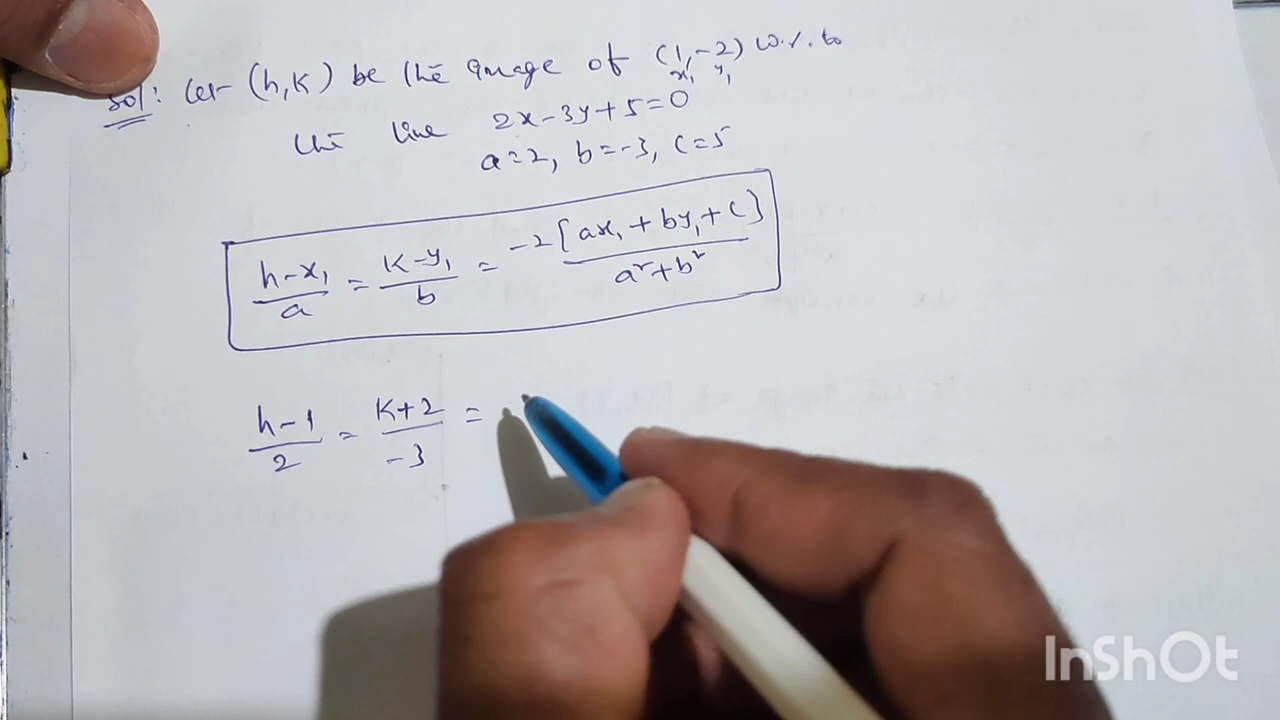 Sol: Let (h,k) be the image of (1,-2) w.r. to
x₁ y₁
the line 2x-3y+5=0
a=2, b=-3, c=5
(h-x₁)/a = (k-y₁)/b = -2[ax₁+by₁+c]/(a²+b²)
(h-1)/2 = (k+2)/-3 =
InShOt